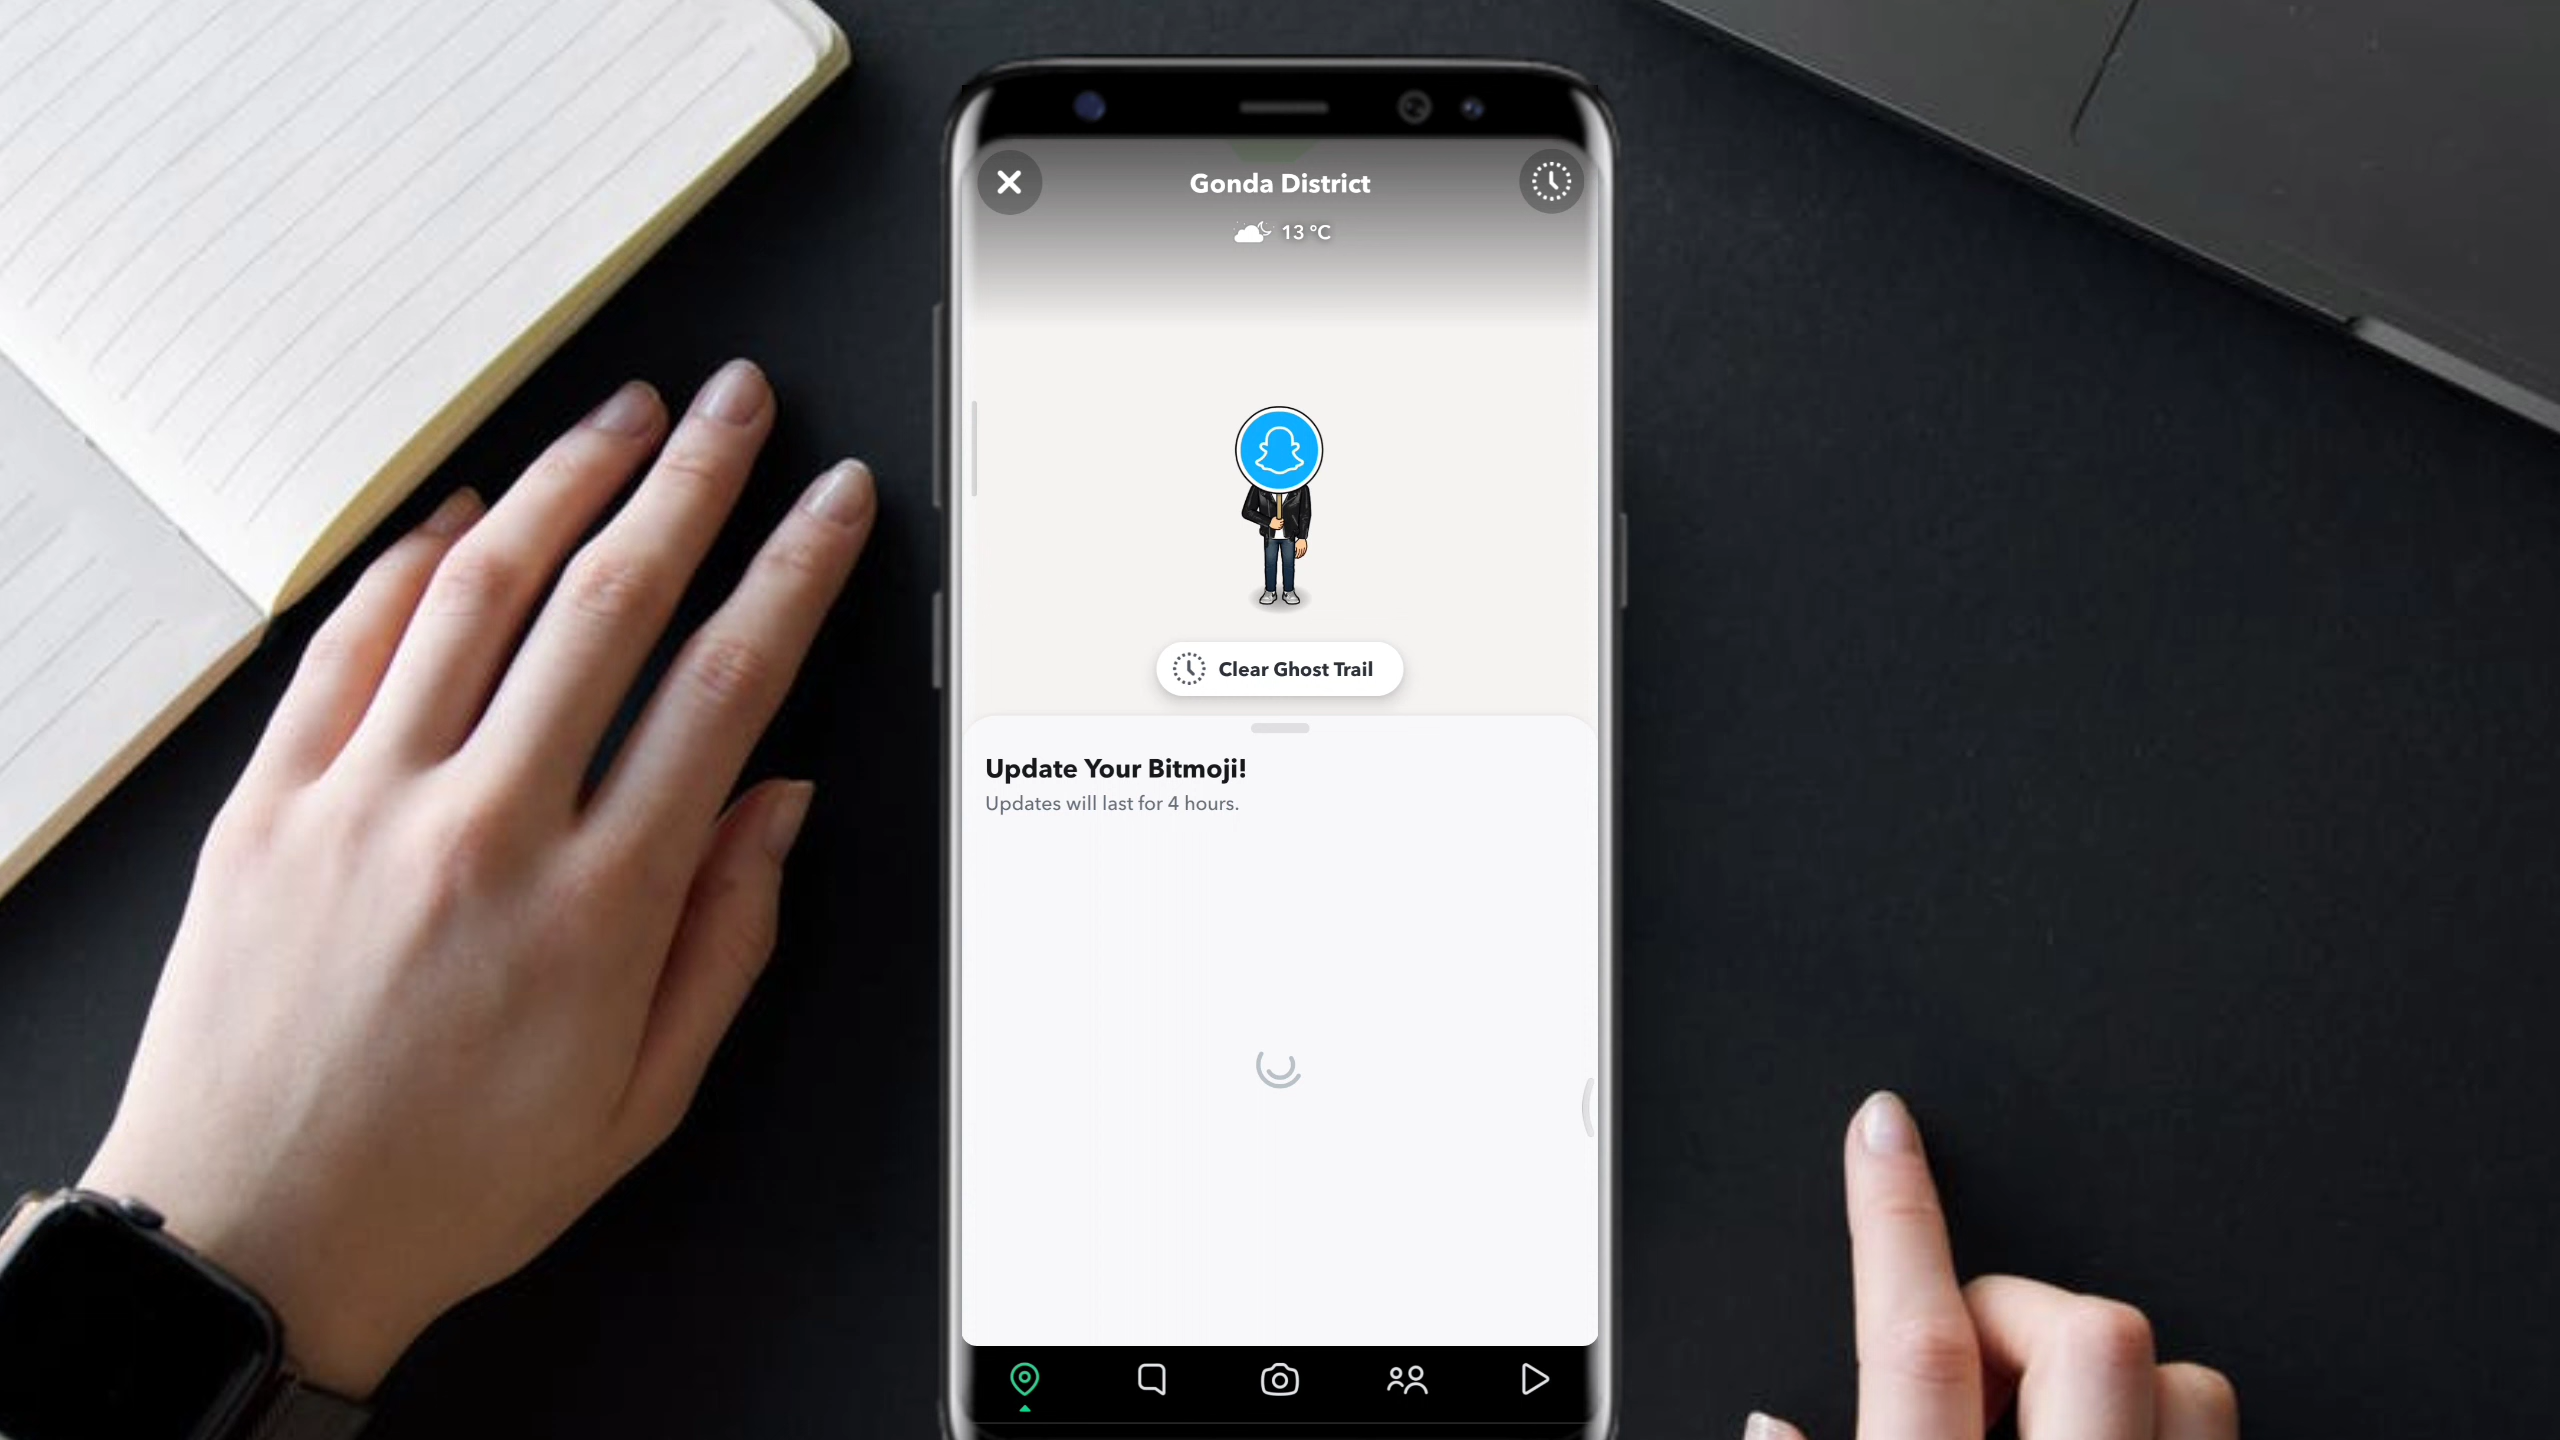 Gonda District
13 °C
Clear Ghost Trail
Update Your Bitmoji!
Updates will last for 4 hours.